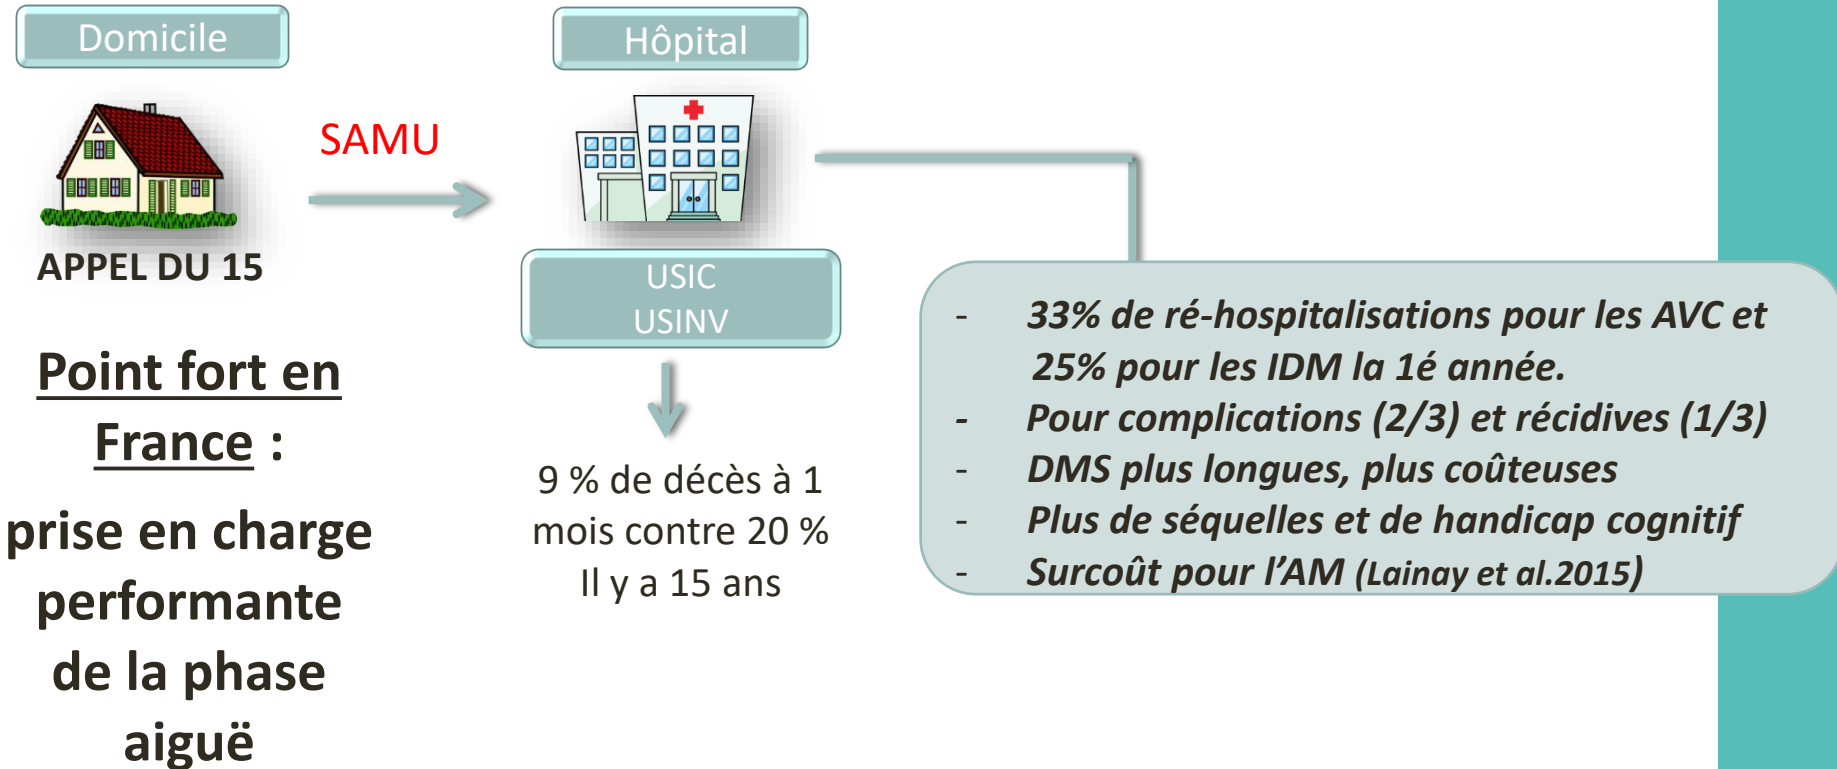 Domicile
SAMU
APPEL DU 15
Point fort en
France :
prise en charge
performante
de la phase
aiguë
Hôpital
USIC
USINV
9 % de décès à 1
mois contre 20 %
Il y a 15 ans
- 33% de ré-hospitalisations pour les AVC et
25% pour les IDM la 1é année.
- Pour complications (2/3) et récidives (1/3)
- DMS plus longues, plus coûteuses
- Plus de séquelles et de handicap cognitif
- Surcoût pour l’AM (Lainay et al.2015)